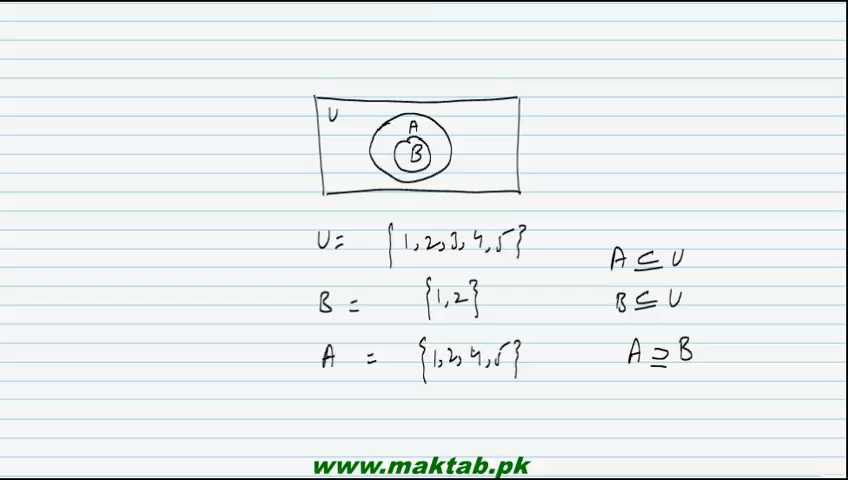 U
A
B
U = {1, 2, 3, 4, 5}
A ⊆ U
B = {1, 2}
B ⊆ U
A = {1, 2, 4, 5}
A ⊇ B
www.maktab.pk